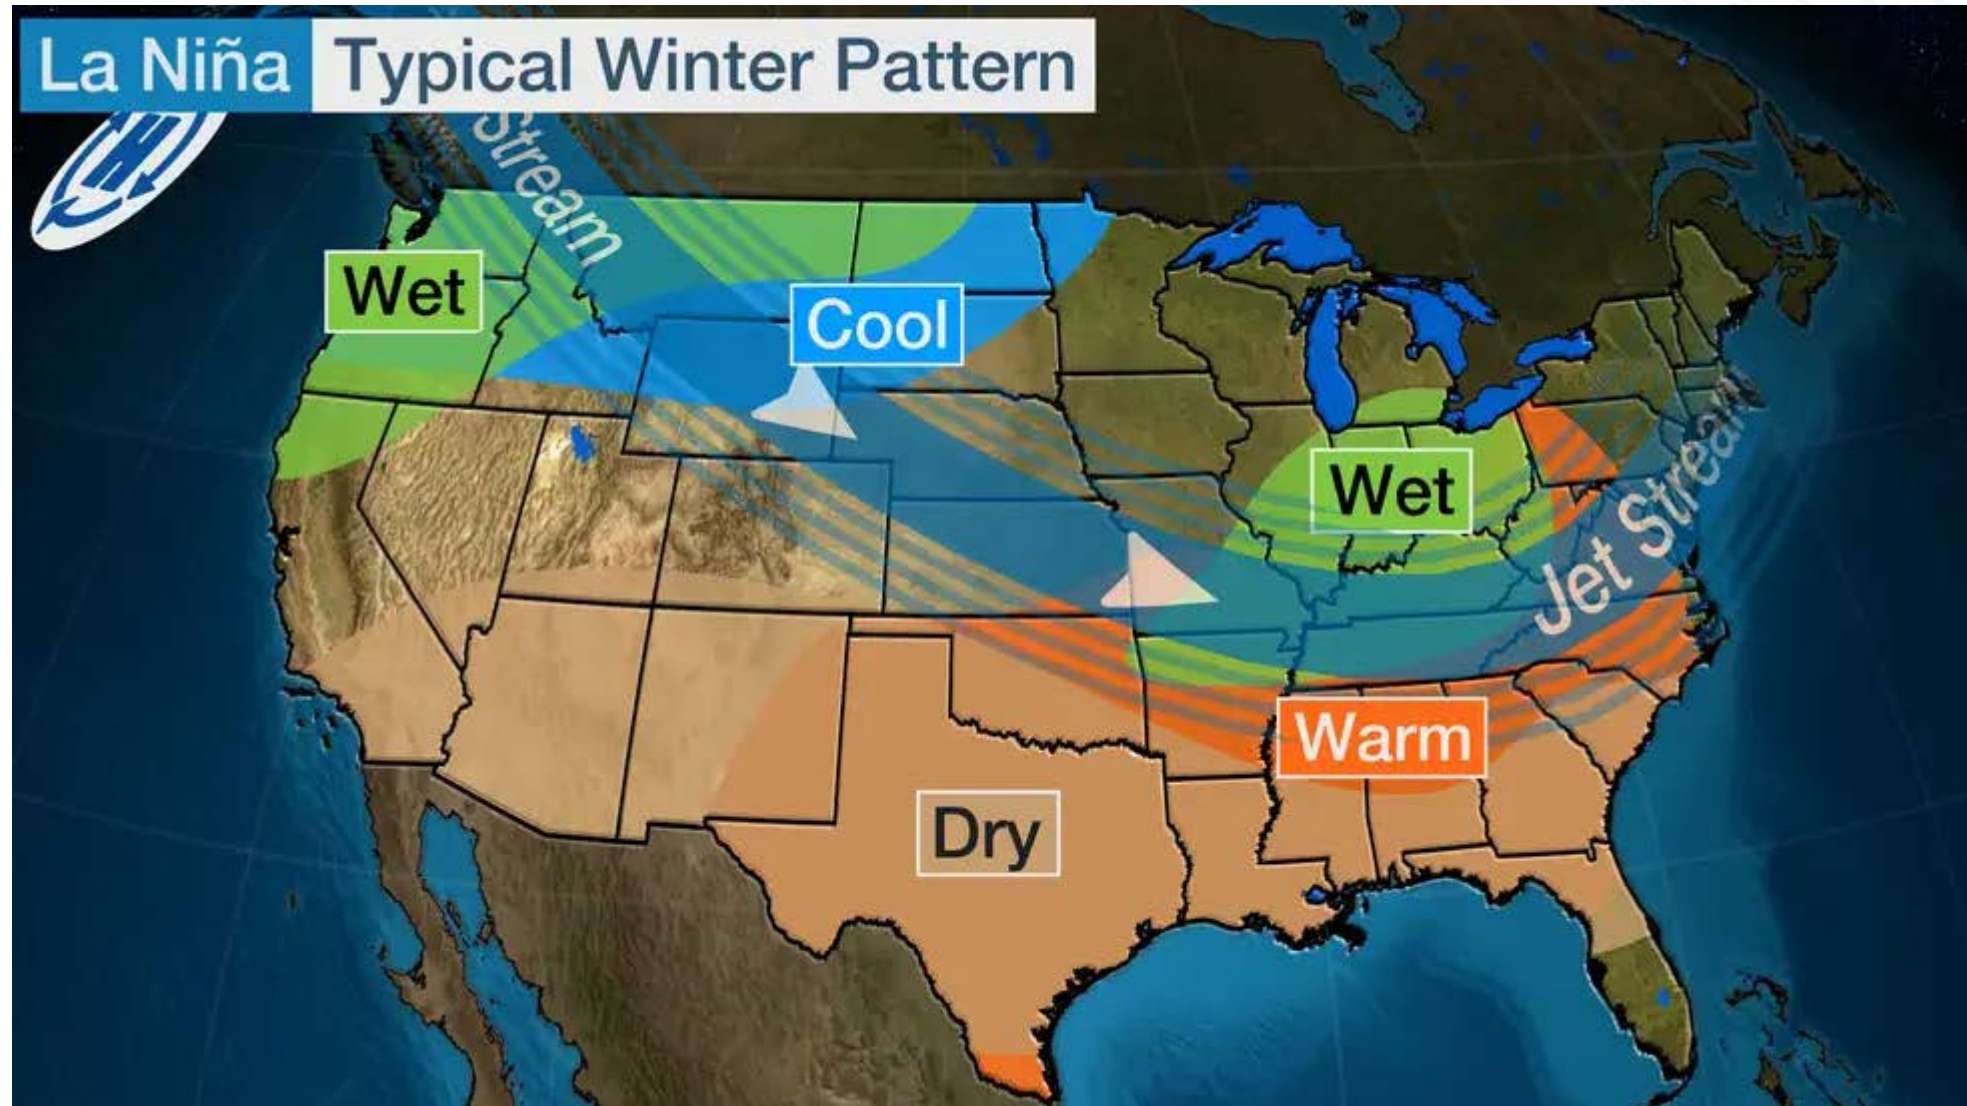 La Niña Typical Winter Pattern
H
Stream
Wet
Cool
Wet
Jet Stream
Warm
Dry